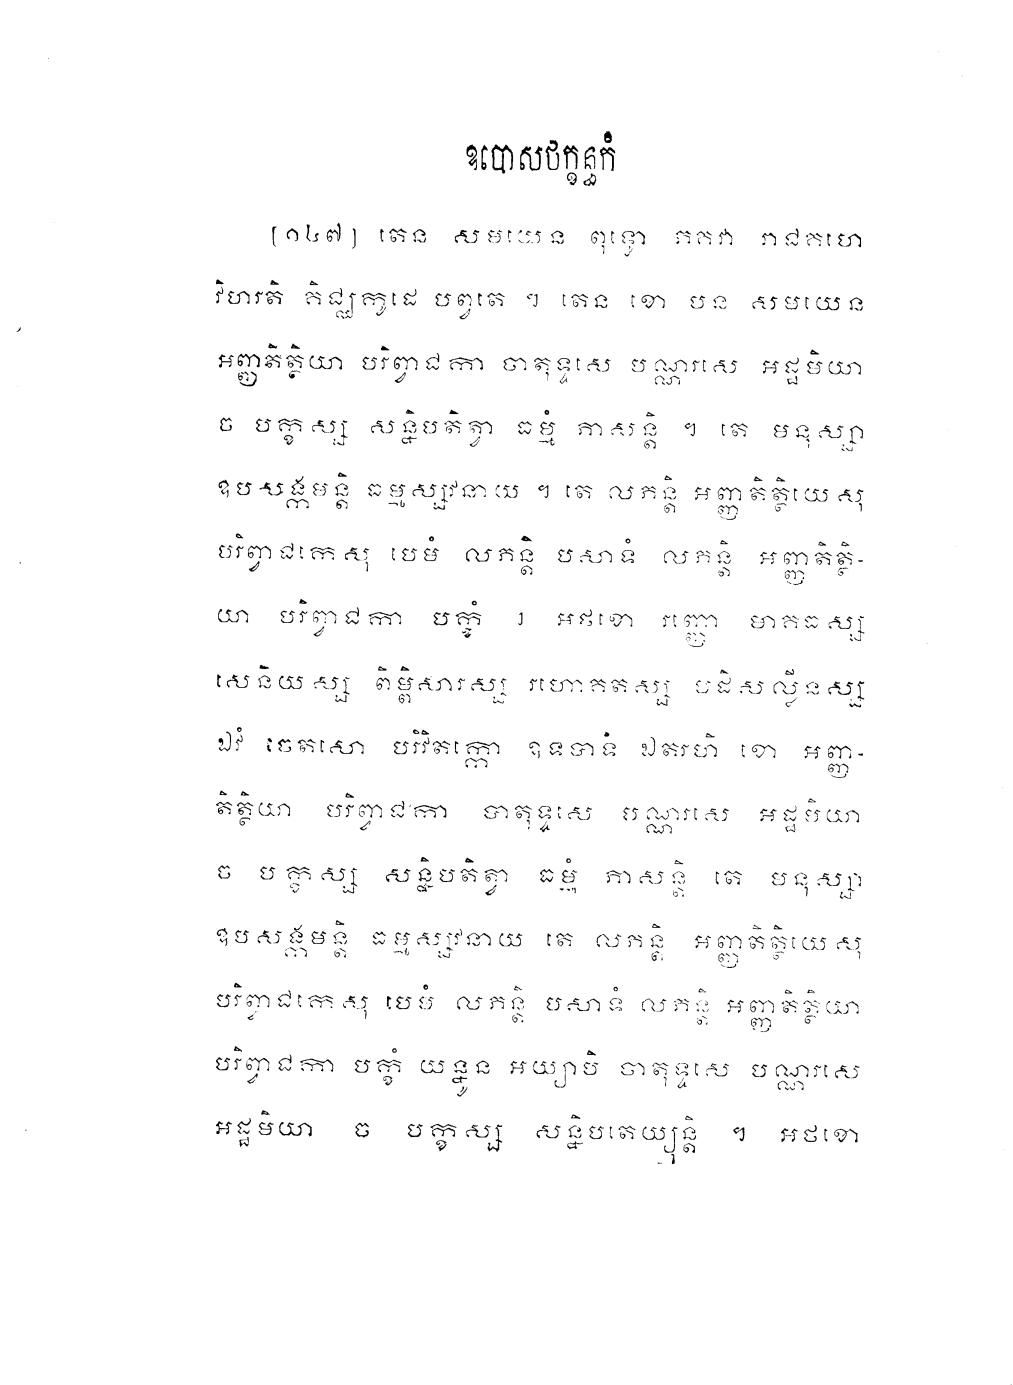 ឧបោសថក្ខន្ធកំ
[១៤៧] តេន សមយេន ពុទ្ធោ ភគវា រាជគហេ
វិហរតិ គិជ្ឈកូដេ បព្វតេ ។ តេន ខោ បន សមយេន
អញ្ញតិត្ថិយា បរិព្វាជកា ចាតុទ្ទសេ បណ្ណរសេ អដ្ឋមិយា
ច បក្ខស្ស សន្និបតិត្វា ធម្មំ ភាសន្តិ ។ តេ មនុស្សា
ឧបសង្កមន្តិ ធម្មស្សវនាយ ។ តេ លភន្តិ អញ្ញតិត្ថិយេសុ
បរិព្វាជកេសុ បេមំ លភន្តិ បសាទំ លភន្តិ អញ្ញតិត្ថិ-
យា បរិព្វាជកា បក្ខំ ។ អថខោ រញ្ញោ មាគធស្ស
សេនិយស្ស ពិម្ពិសារស្ស រហោគតស្ស បដិសល្លីនស្ស
ឯវំ ចេតសោ បរិវិតក្កោ ឧទបាទិ ឯតរហិ ខោ អញ្ញ-
តិត្ថិយា បរិព្វាជកា ចាតុទ្ទសេ បណ្ណរសេ អដ្ឋមិយា
ច បក្ខស្ស សន្និបតិត្វា ធម្មំ ភាសន្តិ តេ មនុស្សា
ឧបសង្កមន្តិ ធម្មស្សវនាយ តេ លភន្តិ អញ្ញតិត្ថិយេសុ
បរិព្វាជកេសុ បេមំ លភន្តិ បសាទំ លភន្តិ អញ្ញតិត្ថិយា
បរិព្វាជកា បក្ខំ យន្នូន អយ្យាបិ ចាតុទ្ទសេ បណ្ណរសេ
អដ្ឋមិយា ច បក្ខស្ស សន្និបតេយ្យុន្តិ ។ អថខោ